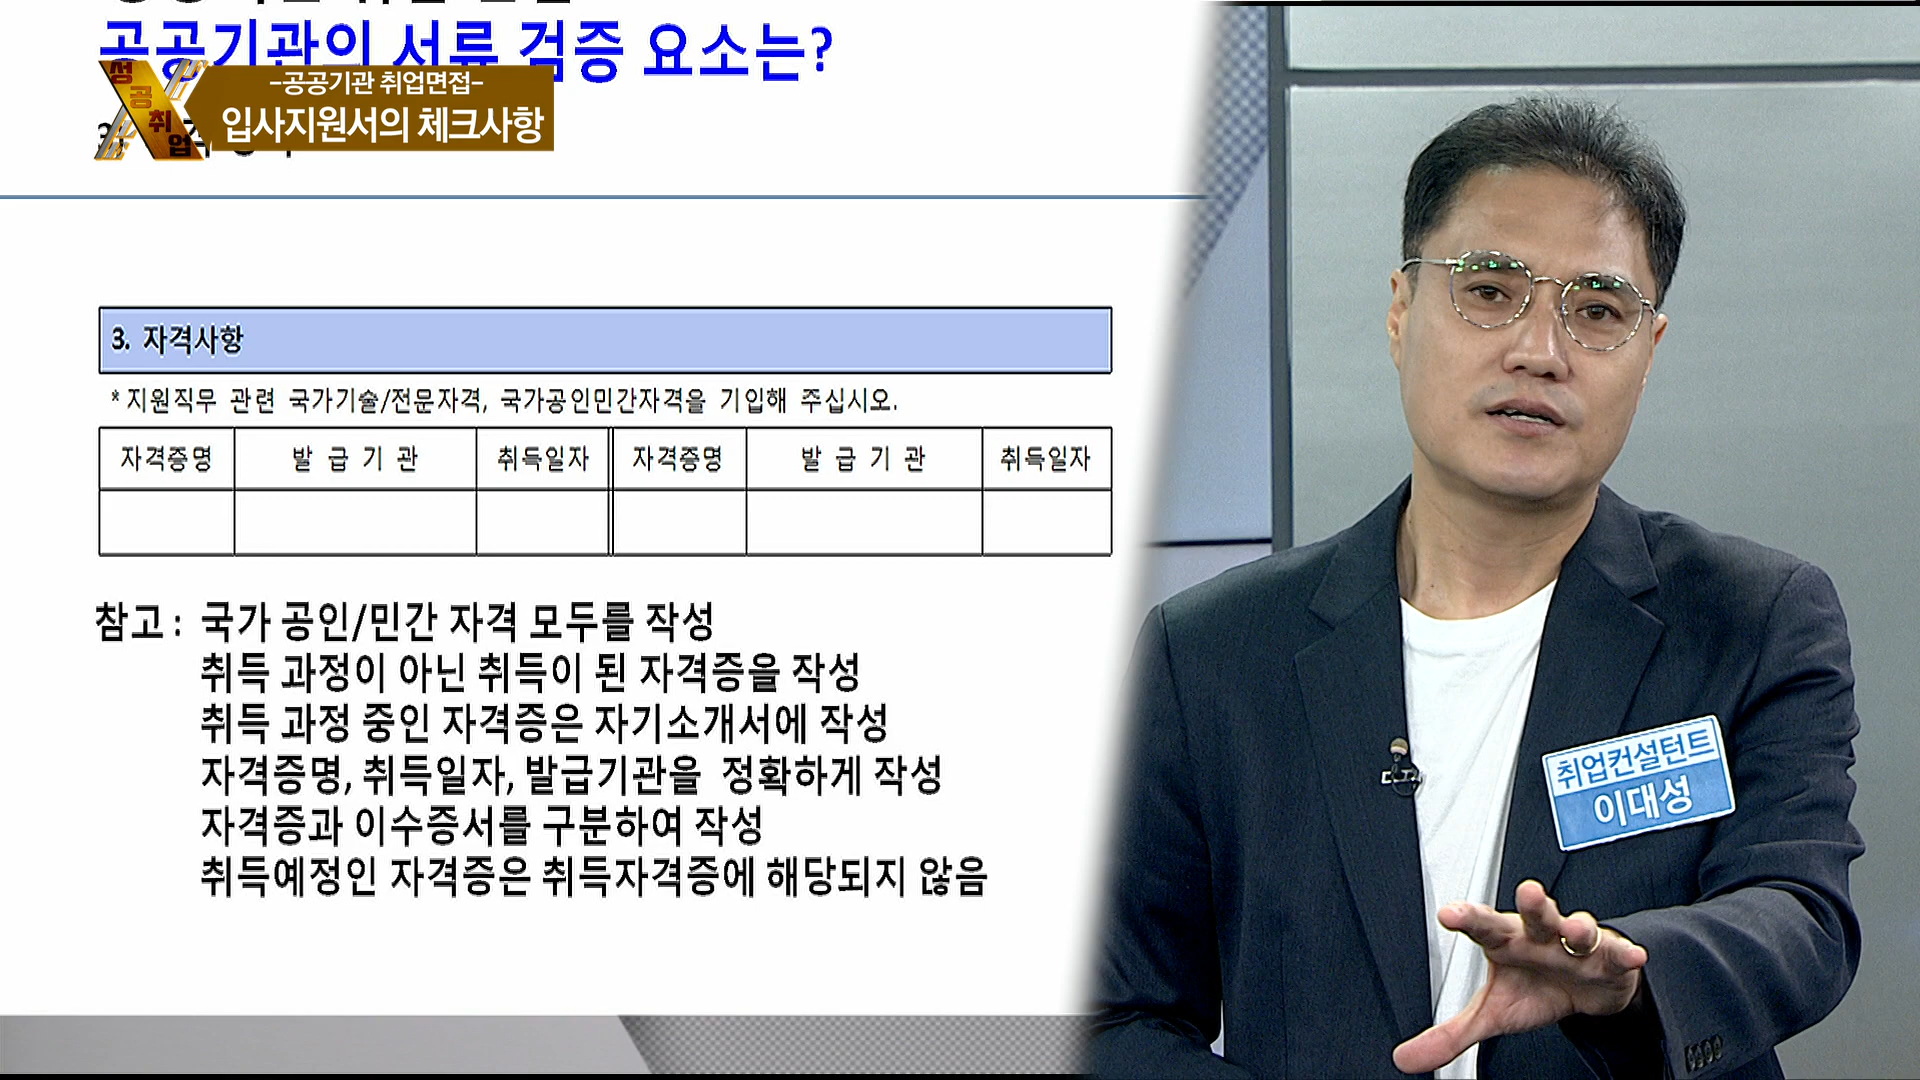 공공기관의 서류 검증 요소는?
성공취업
-공공기관 취업면접-
입사지원서의 체크사항
3. 자격사항
* 지원직무 관련 국가기술/전문자격, 국가공인민간자격을 기입해 주십시오.
자격증명 발 급 기 관 취득일자 자격증명 발 급 기 관 취득일자
참고 : 국가 공인/민간 자격 모두를 작성
취득 과정이 아닌 취득이 된 자격증을 작성
취득 과정 중인 자격증은 자기소개서에 작성
자격증명, 취득일자, 발급기관을 정확하게 작성
자격증과 이수증서를 구분하여 작성
취득예정인 자격증은 취득자격증에 해당되지 않음
취업컨설턴트
이대성